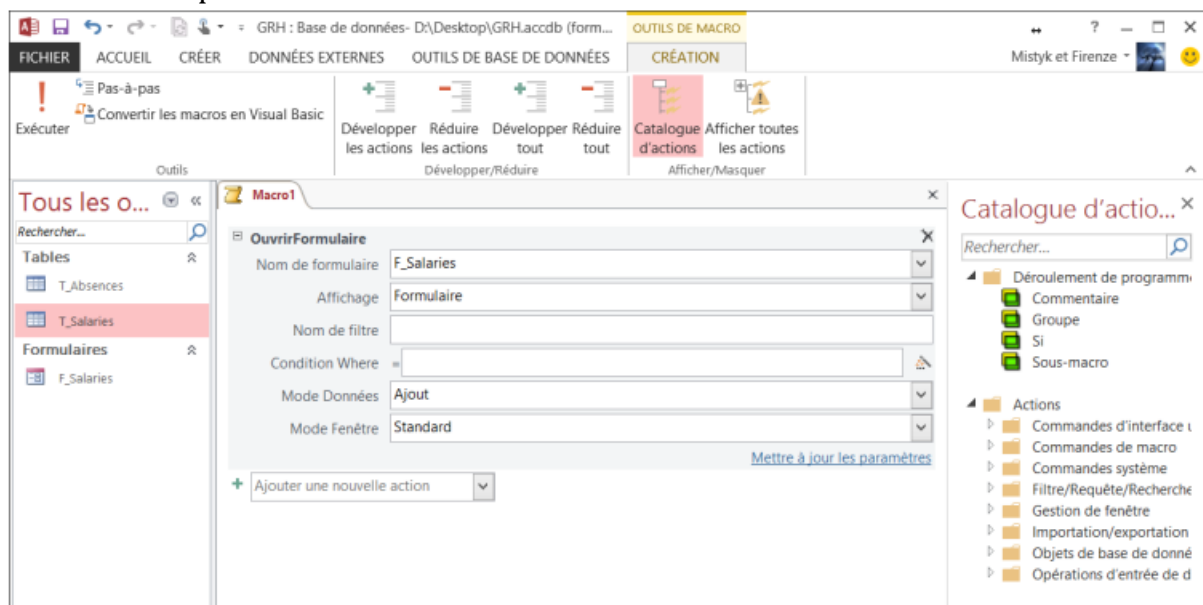 GRH : Base de données- D:\Desktop\GRH.accdb (form... OUTILS DE MACRO
FICHIER ACCUEIL CRÉER DONNÉES EXTERNES OUTILS DE BASE DE DONNÉES CRÉATION Mistyk et Firenze
Exécuter
Pas-à-pas
Convertir les macros en Visual Basic
Outils
Développer les actions
Réduire les actions
Développer tout
Réduire tout
Développer/Réduire
Catalogue d'actions
Afficher toutes les actions
Afficher/Masquer
Tous les o...
Rechercher...
Tables
T_Absences
T_Salaries
Formulaires
F_Salaries
Macro1
OuvrirFormulaire
Nom de formulaire F_Salaries
Affichage Formulaire
Nom de filtre
Condition Where =
Mode Données Ajout
Mode Fenêtre Standard
Mettre à jour les paramètres
Ajouter une nouvelle action
Catalogue d'actio...
Rechercher...
Déroulement de programm
Commentaire
Groupe
Si
Sous-macro
Actions
Commandes d'interface u
Commandes de macro
Commandes système
Filtre/Requête/Recherche
Gestion de fenêtre
Importation/exportation
Objets de base de donné
Opérations d'entrée de d